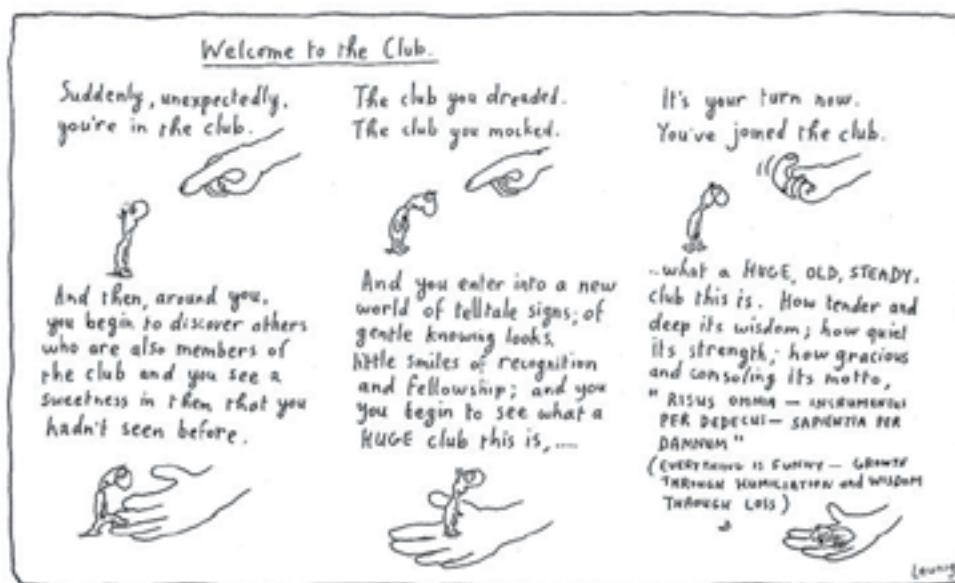 Welcome to the Club.
Suddenly, unexpectedly,
you're in the club.
The club you dreaded.
The club you mocked.
It's your turn now.
You've joined the club.
And then, around you,
you begin to discover others
who are also members of
the club and you see a
sweetness in then that you
hadn't seen before.
And you enter into a new
world of telltale signs; of
gentle knowing looks,
little smiles of recognition
and fellowship; and you
you begin to see what a
HUGE club this is, ....
..what a HUGE, OLD, STEADY,
club this is. How tender and
deep its wisdom; how quiet
its strength; how gracious
and consoling its motto,
"RISUS OMNIA — INCRUMENTUS
PER DEDECUS — SAPIENTIA PER
DAMNUM"
(EVERYTHING IS FUNNY — GROWTH
THROUGH HUMILIATION and WISDOM
THROUGH LOSS)
Leunig